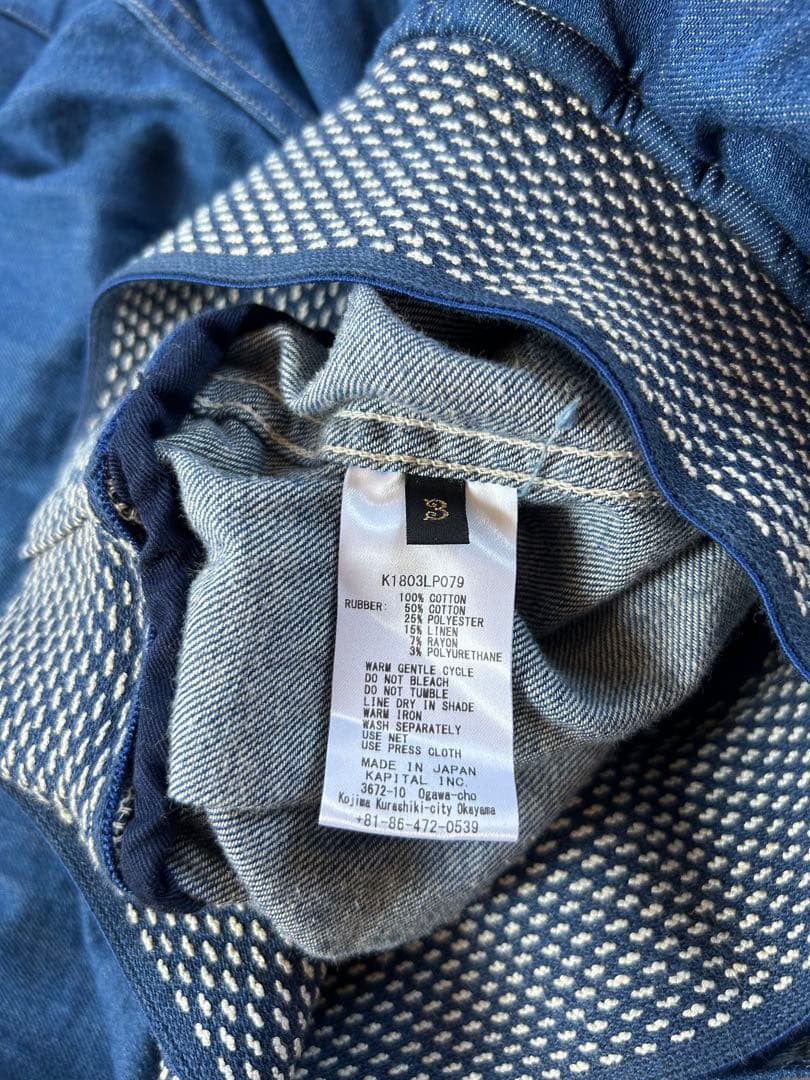 3
K1803LP079
100% COTTON
RUBBER: 50% COTTON
25% POLYESTER
15% LINEN
7% RAYON
3% POLYURETHANE
WARM GENTLE CYCLE
DO NOT BLEACH
DO NOT TUMBLE
LINE DRY IN SHADE
WARM IRON
WASH SEPARATELY
USE NET
USE PRESS CLOTH
MADE IN JAPAN
KAPITAL INC.
3672-10 Ogawa-cho
Kojima Kurashiki-city Okayama
+81-86-472-0539